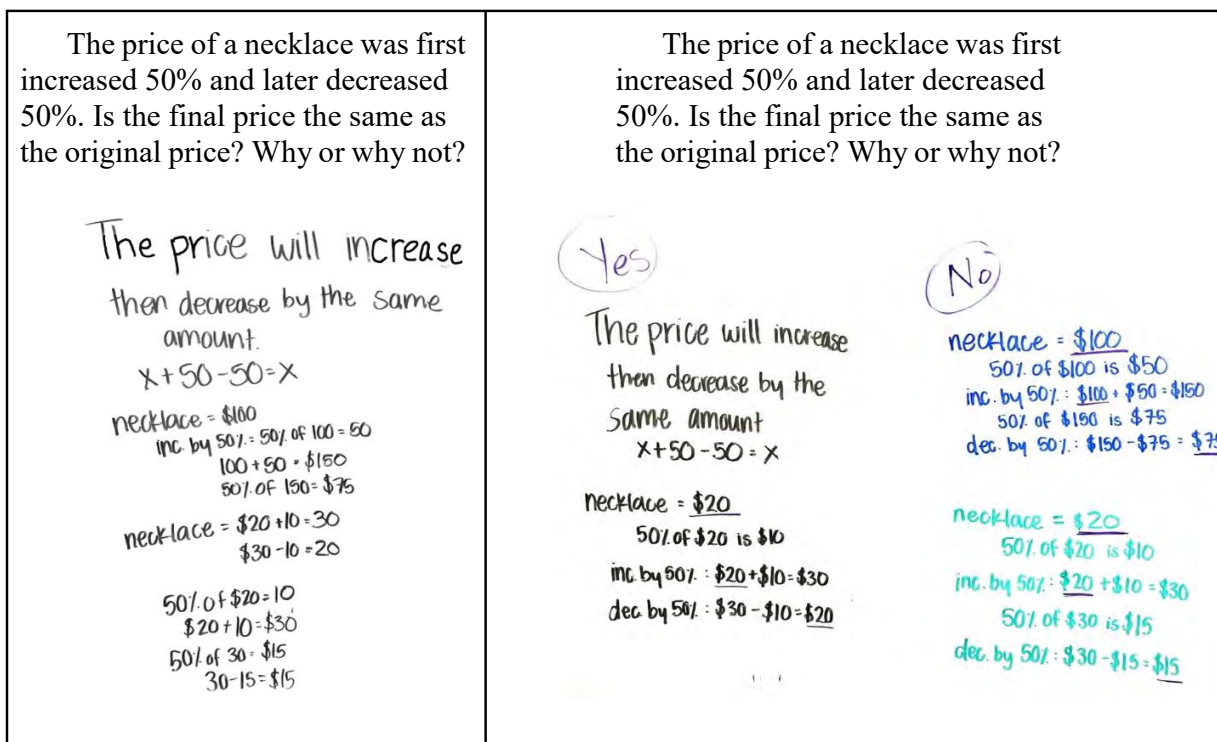 The price of a necklace was first
increased 50% and later decreased
50%. Is the final price the same as
the original price? Why or why not?
The price will increase
then decrease by the same
amount.
x+50-50=x
necklace = $100
inc. by 50% = 50% of 100 = 50
100+50 = $150
50% of 150 = $75
necklace = $20+10=30
$30-10=20
50% of $20=10
$20+10=$30
50% of 30= $15
30-15=$15
The price of a necklace was first
increased 50% and later decreased
50%. Is the final price the same as
the original price? Why or why not?
Yes
The price will increase
then decrease by the
same amount
x+50-50=x
necklace = $20
50% of $20 is $10
inc. by 50% : $20+$10=$30
dec. by 50% : $30-$10=$20
No
necklace = $100
50% of $100 is $50
inc. by 50% : $100 + $50 = $150
50% of $150 is $75
dec. by 50% : $150-$75 = $75
necklace = $20
50% of $20 is $10
inc. by 50% : $20 +$10 = $30
50% of $30 is $15
dec. by 50% : $30-$15=$15